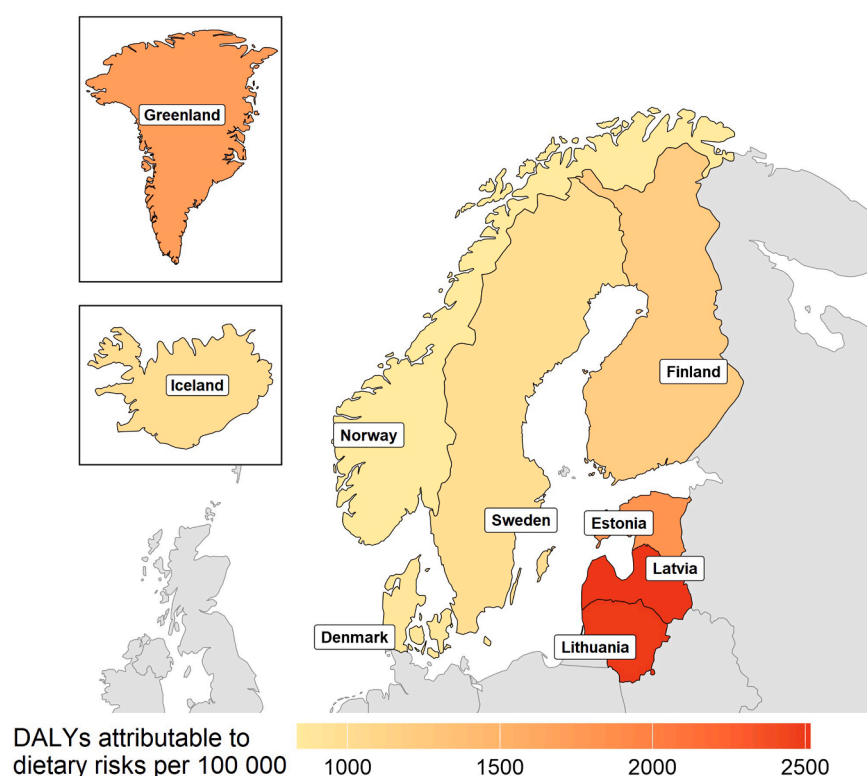 Greenland
Iceland
Norway
Finland
Sweden
Estonia
Latvia
Denmark
Lithuania
DALYs attributable to
dietary risks per 100 000
1000 1500 2000 2500